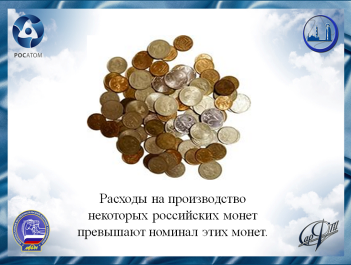 РОСАТОМ
Расходы на производство
некоторых российских монет
превышают номинал этих монет.